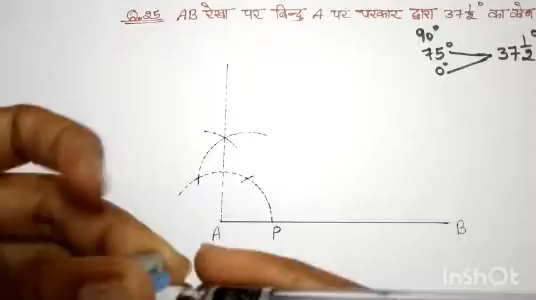 Q.25 AB रेखा पर बिन्दु A पर परकार द्वारा 37½° का कोण
90°
75°
0°
37½°
A
P
B
InShOt